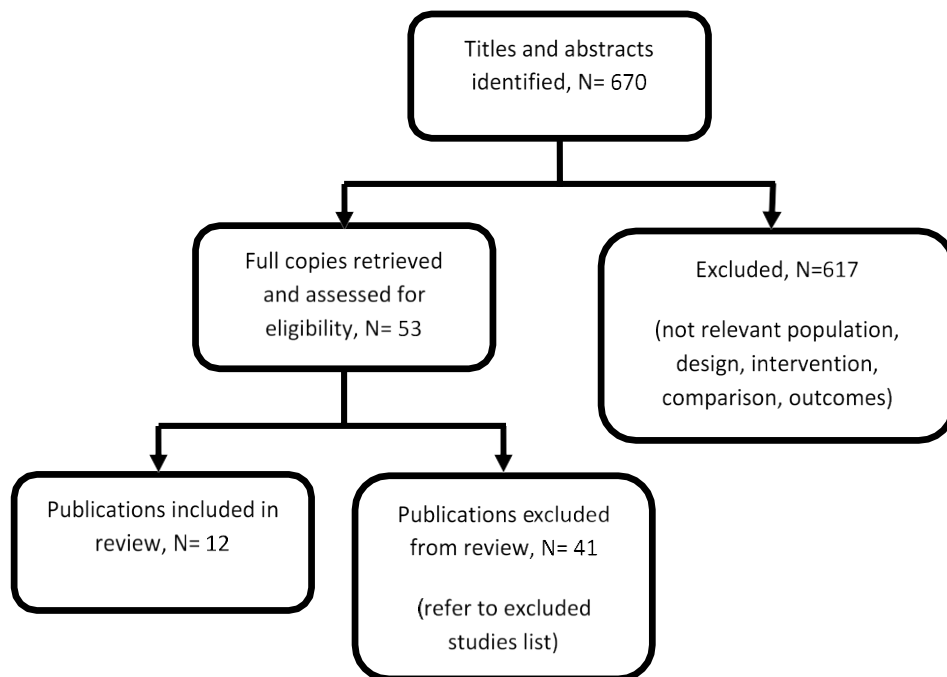 Titles and abstracts
identified, N= 670
Full copies retrieved
and assessed for
eligibility, N= 53
Excluded, N=617
(not relevant population,
design, intervention,
comparison, outcomes)
Publications included in
review, N= 12
Publications excluded
from review, N= 41
(refer to excluded
studies list)